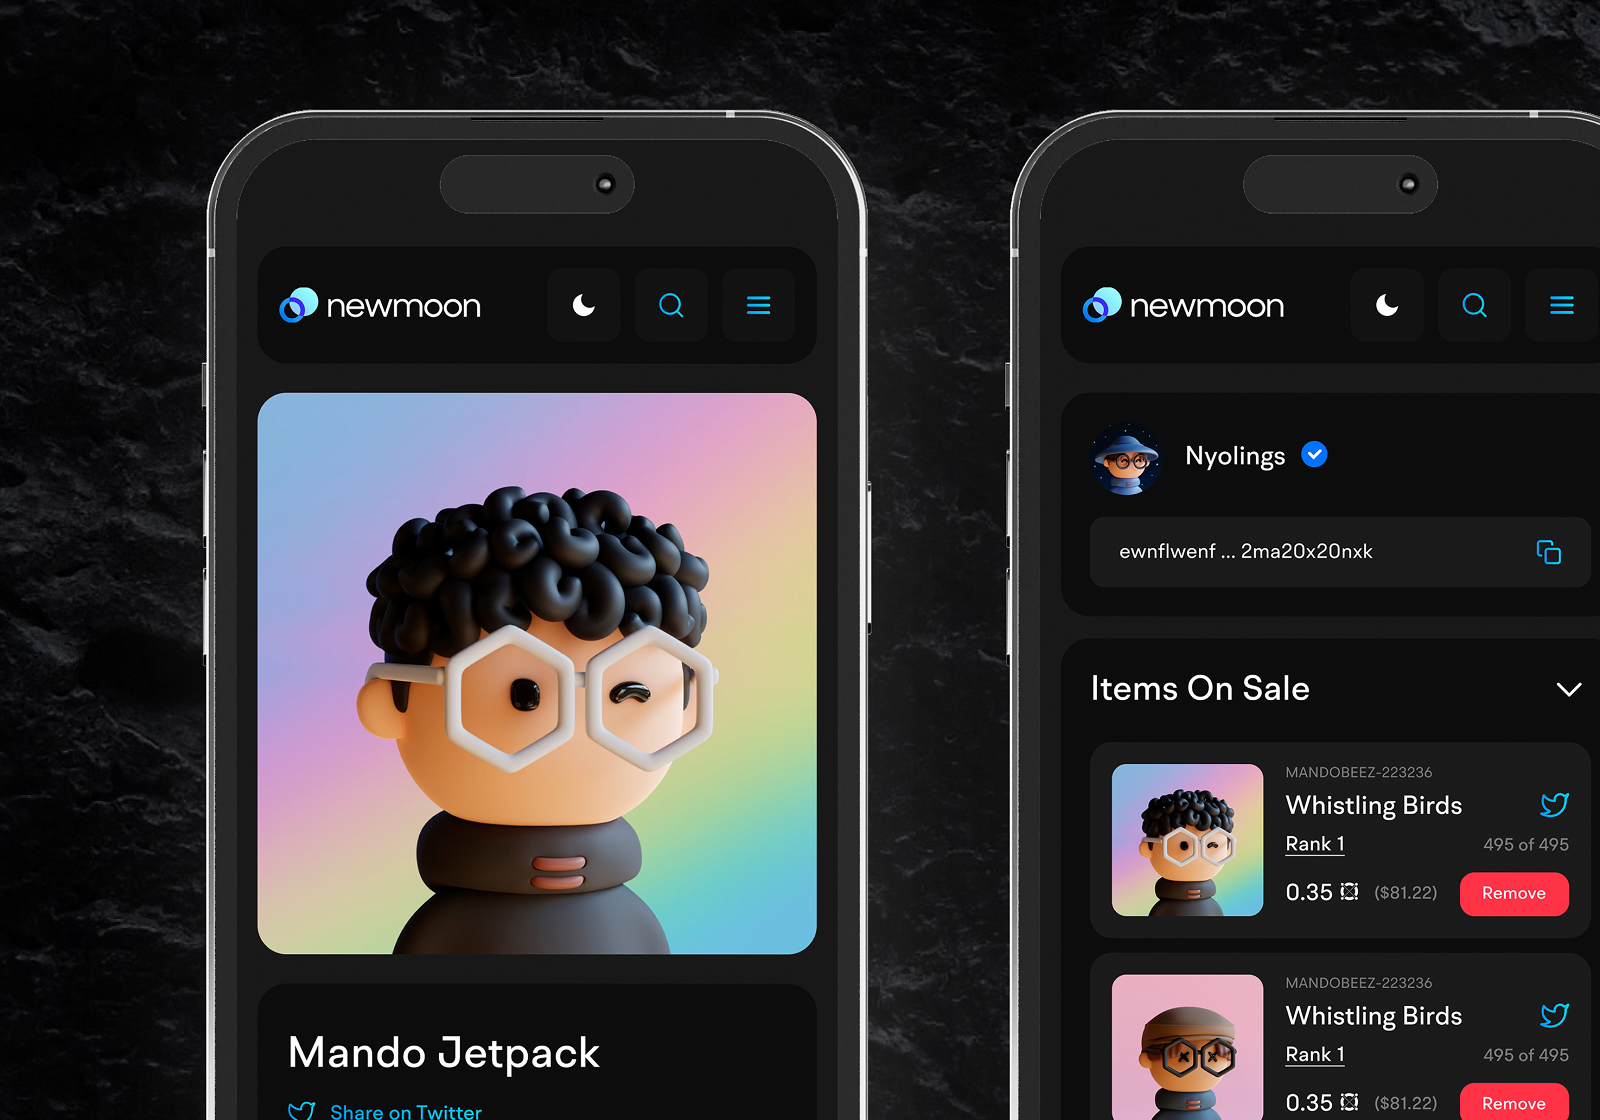 newmoon
Mando Jetpack
Share on Twitter
newmoon
Nyolings
ewnflwenf ... 2ma20x20nxk
Items On Sale
MANDOBEEZ-223236
Whistling Birds
Rank 1
495 of 495
0.35 ($81.22)
Remove
MANDOBEEZ-223236
Whistling Birds
Rank 1
495 of 495
0.35 ($81.22)
Remove